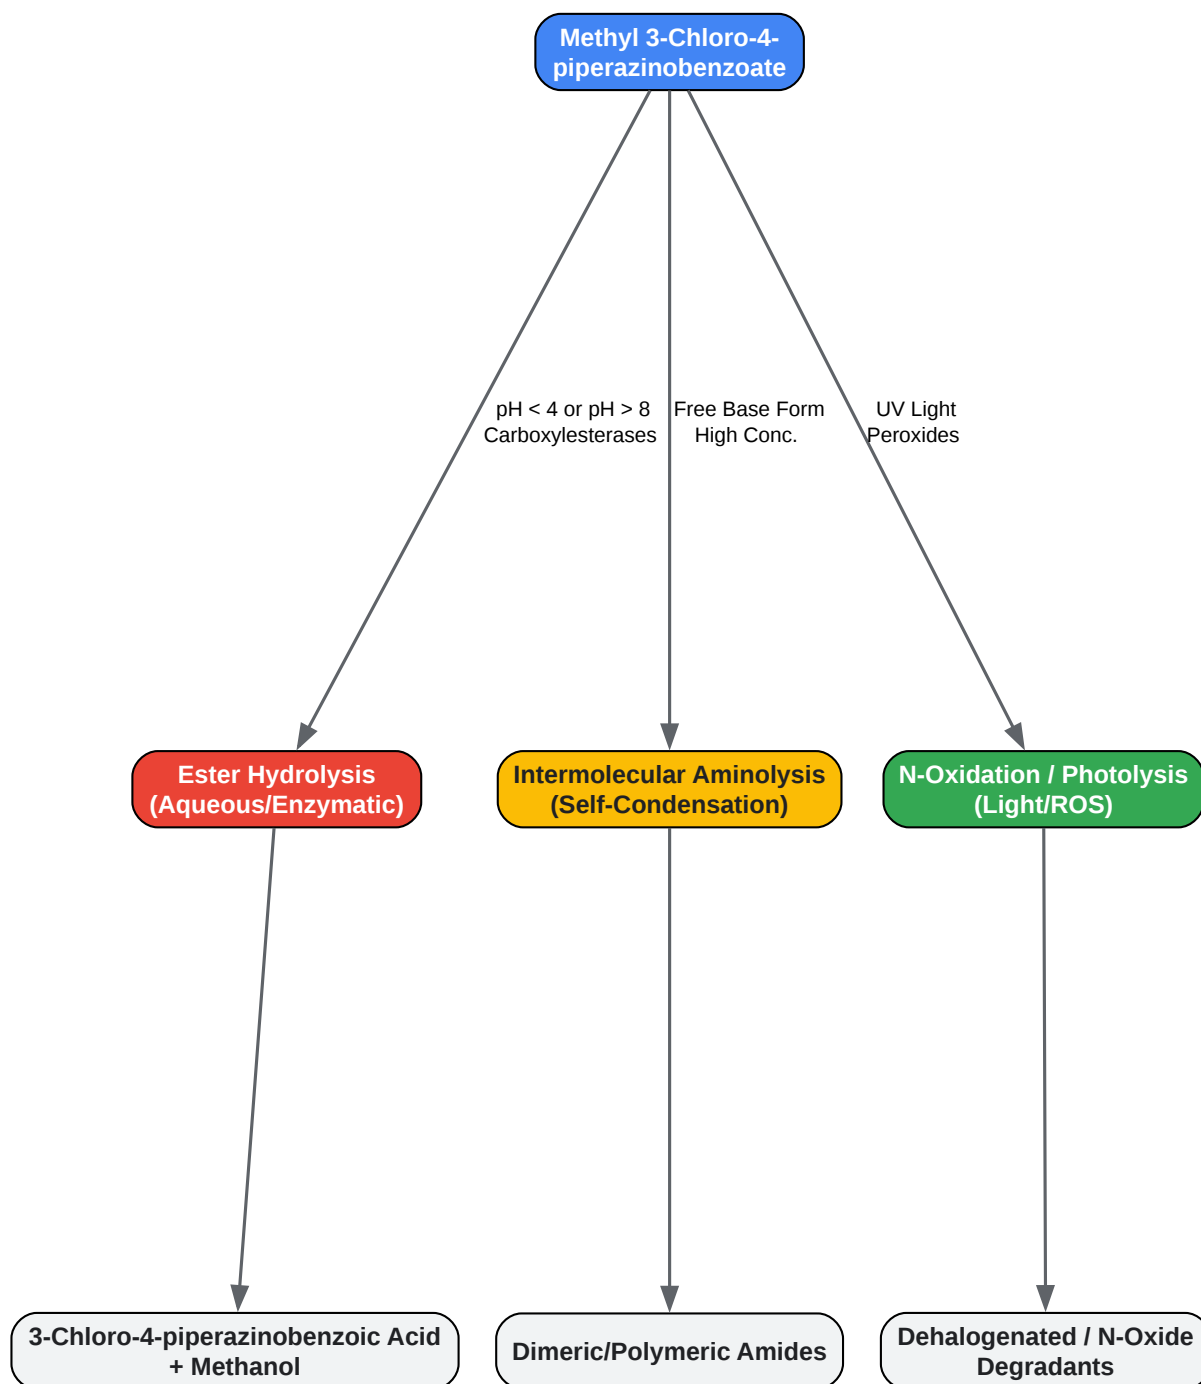 Methyl 3-Chloro-4-
piperazinobenzoate
pH < 4 or pH > 8
Carboxylesterases
Free Base Form
High Conc.
UV Light
Peroxides
Ester Hydrolysis
(Aqueous/Enzymatic)
Intermolecular Aminolysis
(Self-Condensation)
N-Oxidation / Photolysis
(Light/ROS)
3-Chloro-4-piperazinobenzoic Acid
+ Methanol
Dimeric/Polymeric Amides
Dehalogenated / N-Oxide
Degradants